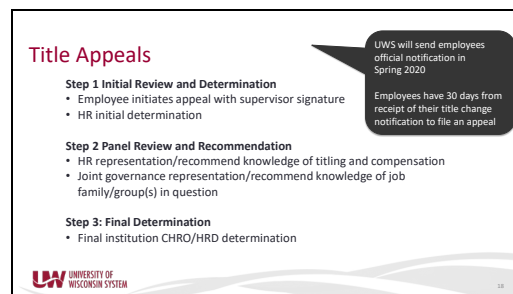 Title Appeals
UWS will send employees
official notification in
Spring 2020
Employees have 30 days from
receipt of their title change
notification to file an appeal
Step 1 Initial Review and Determination
• Employee initiates appeal with supervisor signature
• HR initial determination
Step 2 Panel Review and Recommendation
• HR representation/recommend knowledge of titling and compensation
• Joint governance representation/recommend knowledge of job
family/group(s) in question
Step 3: Final Determination
• Final institution CHRO/HRD determination
UW UNIVERSITY OF
WISCONSIN SYSTEM
18